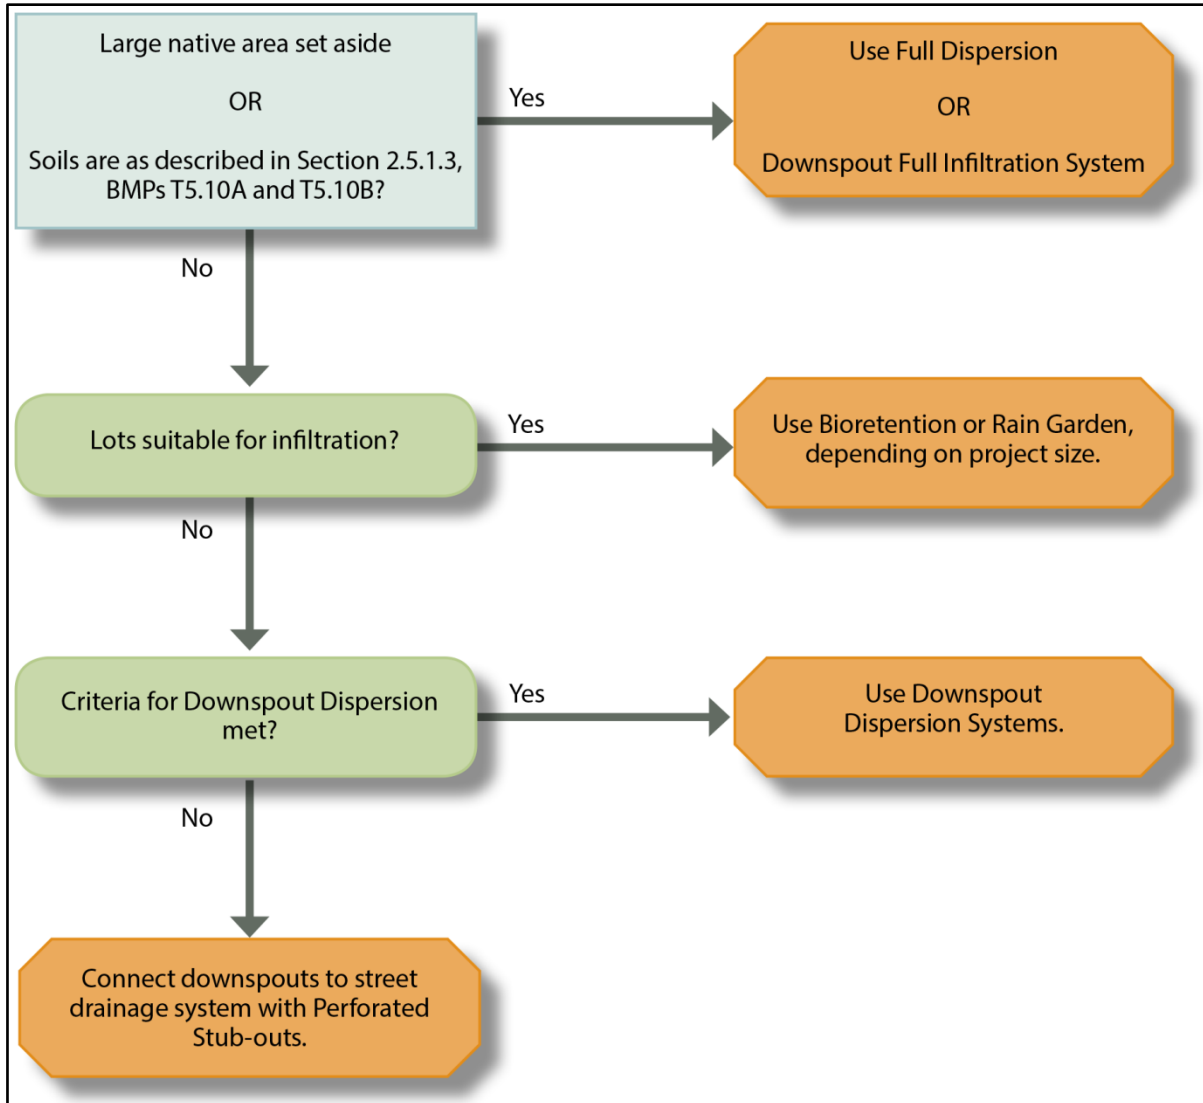 Large native area set aside
OR
Soils are as described in Section 2.5.1.3,
BMPs T5.10A and T5.10B?
Yes
Use Full Dispersion
OR
Downspout Full Infiltration System
No
Lots suitable for infiltration?
Yes
Use Bioretention or Rain Garden,
depending on project size.
No
Criteria for Downspout Dispersion
met?
Yes
Use Downspout
Dispersion Systems.
No
Connect downspouts to street
drainage system with Perforated
Stub-outs.